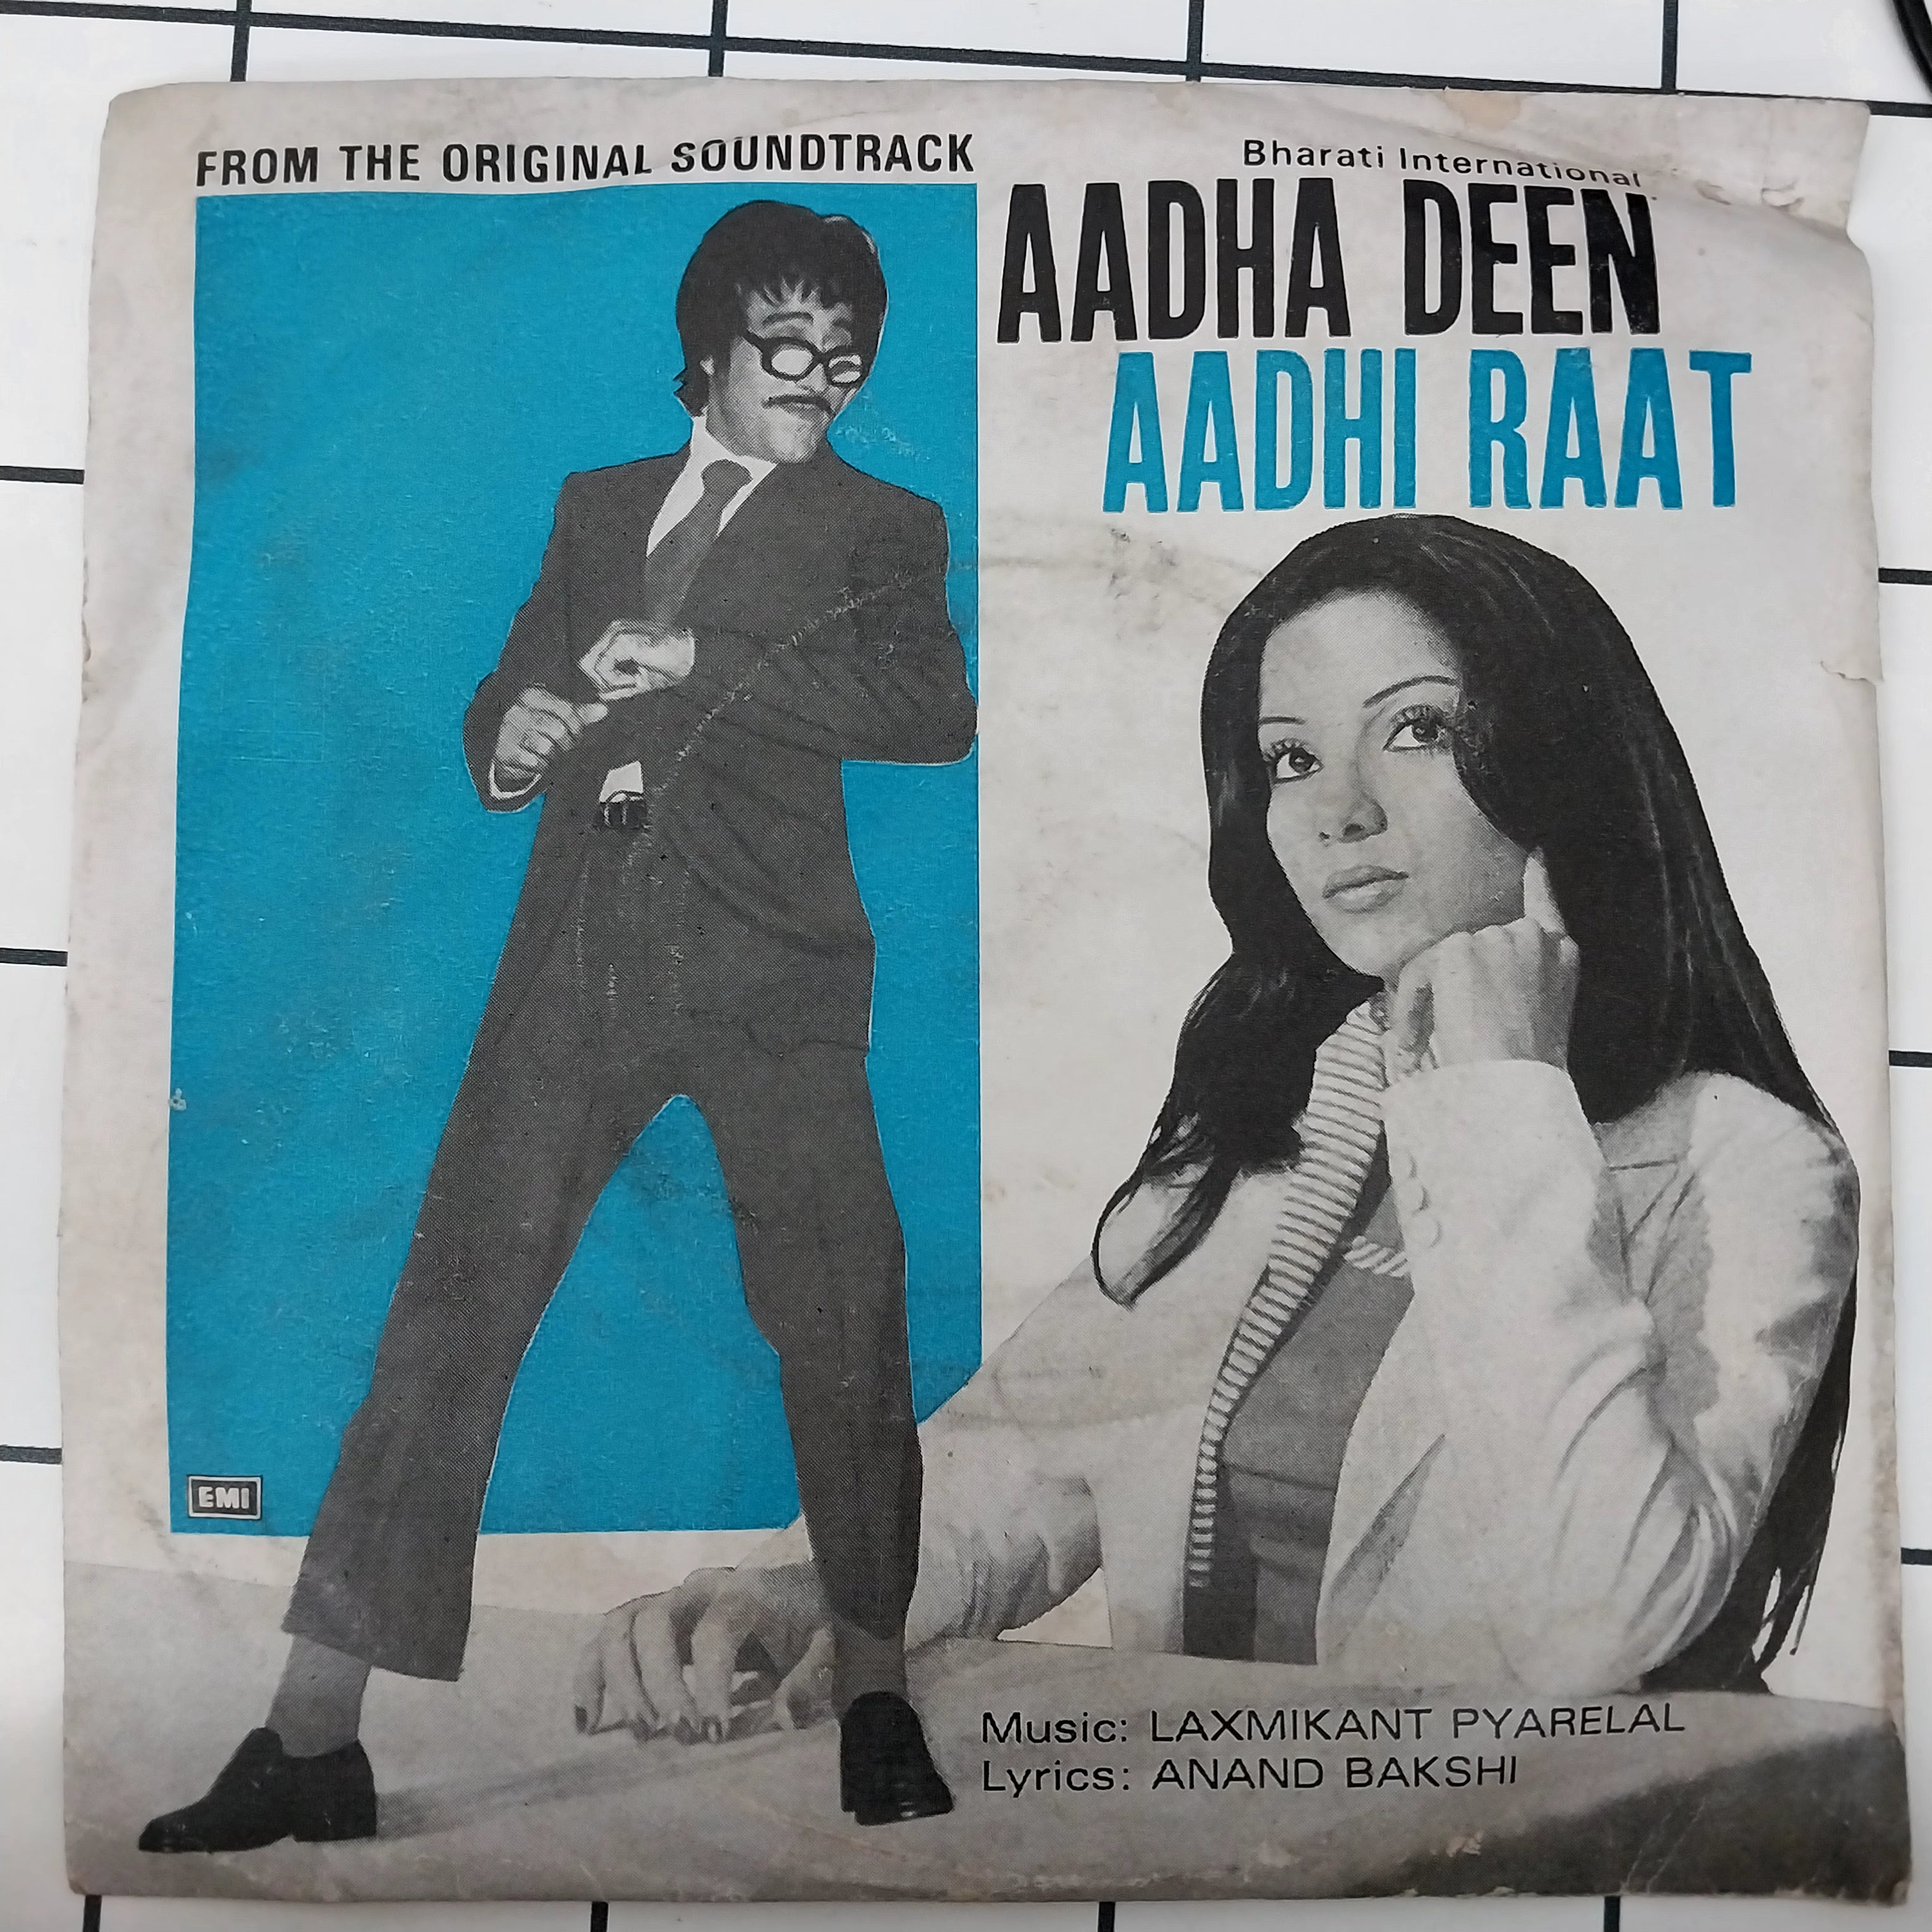 FROM THE ORIGINAL SOUNDTRACK
Bharati International
AADHA DEEN
AADHI RAAT
EMI
Music: LAXMIKANT PYARELAL
Lyrics: ANAND BAKSHI